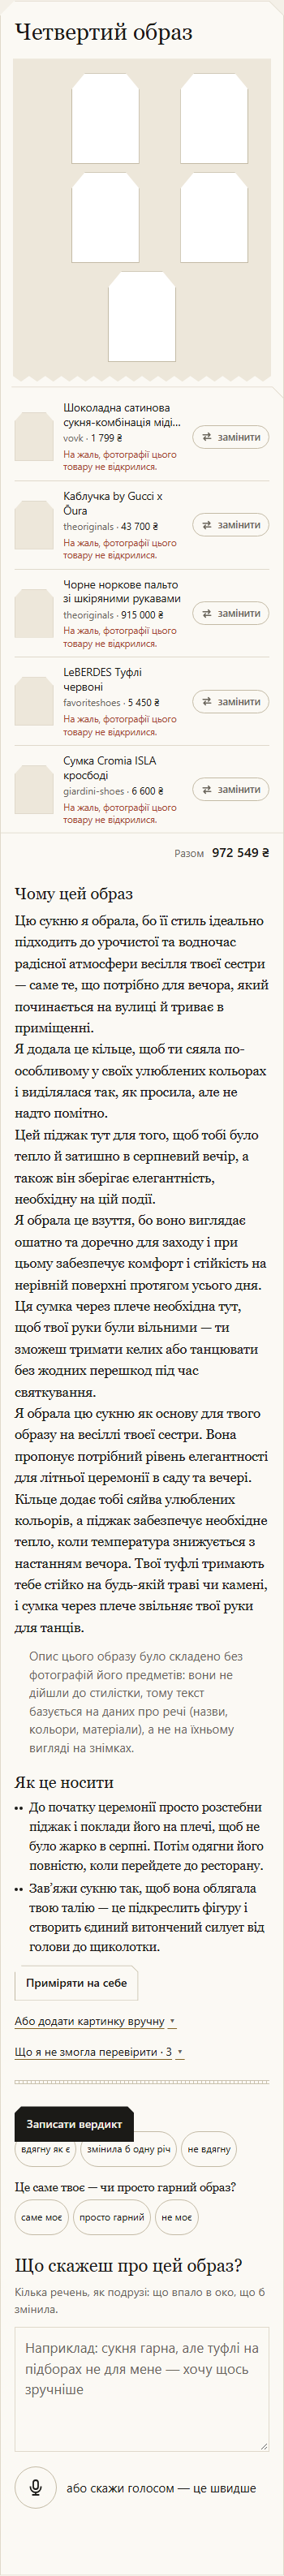 Четвертий образ
Шоколадна сатинова
сукня-комбінація міді...
vovk · 1 799 ₴
На жаль, фотографії цього
товару не відкрилися.
замінити
Каблучка by Gucci x
Ōura
theoriginals · 43 700 ₴
На жаль, фотографії цього
товару не відкрилися.
замінити
Чорне норкове пальто
зі шкіряними рукавами
theoriginals · 915 000 ₴
На жаль, фотографії цього
товару не відкрилися.
замінити
LeBERDES Туфлі
червоні
favoriteshoes · 5 450 ₴
На жаль, фотографії цього
товару не відкрилися.
замінити
Сумка Cromia ISLA
кросбоді
giardini-shoes · 6 600 ₴
На жаль, фотографії цього
товару не відкрилися.
замінити
Разом 972 549 ₴
Чому цей образ
Цю сукню я обрала, бо її стиль ідеально
підходить до урочистої та водночас
радісної атмосфери весілля твоєї сестри
— саме те, що потрібно для вечора, який
починається на вулиці й триває в
приміщенні.
Я додала це кільце, щоб ти сяяла по-
особливому у своїх улюблених кольорах
і виділялася так, як просила, але не
надто помітно.
Цей піджак тут для того, щоб тобі було
тепло й затишно в серпневий вечір, а
також він зберігає елегантність,
необхідну на цій події.
Я обрала це взуття, бо воно виглядає
ошатно та доречно для заходу і при
цьому забезпечує комфорт і стійкість на
нерівній поверхні протягом усього дня.
Ця сумка через плече необхідна тут,
щоб твої руки були вільними — ти
зможеш тримати келих або танцювати
без жодних перешкод під час
святкування.
Я обрала цю сукню як основу для твого
образу на весіллі твоєї сестри. Вона
пропонує потрібний рівень елегантності
для літньої церемонії в саду та вечері.
Кільце додає тобі сяйва улюблених
кольорів, а піджак забезпечує необхідне
тепло, коли температура знижується з
настанням вечора. Твої туфлі тримають
тебе стійко на будь-якій траві чи камені,
і сумка через плече звільняє твої руки
для танців.
Опис цього образу було складено без
фотографій його предметів: вони не
дійшли до стилістки, тому текст
базується на даних про речі (назви,
кольори, матеріали), а не на їхньому
вигляді на знімках.
Як це носити
До початку церемонії просто розстебни
піджак і поклади його на плечі, щоб не
було жарко в серпні. Потім одягни його
повністю, коли перейдете до ресторану.
Зав’яжи сукню так, щоб вона облягала
твою талію — це підкреслить фігуру і
створить єдиний витончений силует від
голови до щиколотки.
Приміряти на себе
Або додати картинку вручну
Що я не змогла перевірити · 3
Записати вердикт
вдягну як є
змінила б одну річ
не вдягну
Це саме твоє — чи просто гарний образ?
саме моє
просто гарний
не моє
Що скажеш про цей образ?
Кілька речень, як подрузі: що впало в око, що б
змінила.
Наприклад: сукня гарна, але туфлі на
підборах не для мене — хочу щось
зручніше
або скажи голосом — це швидше